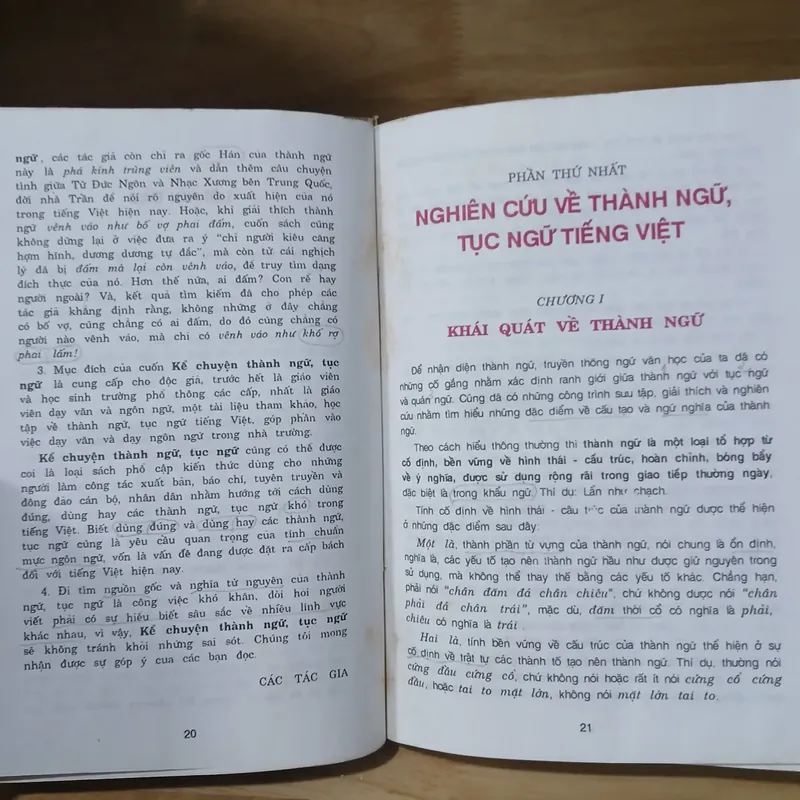 ngữ, các tác giả còn chỉ ra gốc Hán của thành ngữ
này là phá kính trùng viên và dẫn thêm câu chuyện
tình giữa Từ Đức Ngôn và Nhạc Xương bên Trung Quốc,
đời nhà Trần để nói rõ nguyên do xuất hiện của nó
trong tiếng Việt hiện nay. Hoặc, khi giải thích thành
ngữ vênh váo như bố vợ phải đấm, cuốn sách cũng
không dừng lại ở việc đưa ra ý "chỉ người kiêu căng
hợm hĩnh, dương dương tự đắc", mà còn từ cái nghịch
lý đã bị đấm mà lại còn vênh váo, để truy tìm dạng
đích thực của nó. Hơn thế nữa, ai đấm? Con rể hay
người ngoài? Và, kết quả tìm kiếm đã cho phép các
tác giả khẳng định rằng, không những ở đây chẳng
có bố vợ, cũng chẳng có ai đấm, do đó cũng chẳng có
người nào vênh váo, mà chỉ có vênh váo như khố rợ
phải lấm!
3. Mục đích của cuốn Kể chuyện thành ngữ, tục
ngữ là cung cấp cho độc giả, trước hết là giáo viên
và học sinh trường phổ thông các cấp, nhất là giáo
viên dạy văn và ngôn ngữ, một tài liệu tham khảo, học
tập về thành ngữ, tục ngữ tiếng Việt, góp phần vào
việc dạy văn và dạy ngôn ngữ trong nhà trường.
Kể chuyện thành ngữ, tục ngữ cũng có thể được
coi là loại sách phổ cập kiến thức dùng cho những
người làm công tác xuất bản, báo chí, tuyên truyền và
đông đảo cán bộ, nhân dân nhằm hướng tới cách dùng
đúng, dùng hay các thành ngữ, tục ngữ khó trong
tiếng Việt. Biết dùng đúng và dùng hay các thành ngữ,
tục ngữ cũng là yêu cầu quan trọng của tính chuẩn
mực ngôn ngữ, vốn là vấn đề đang được đặt ra cấp bách
đối với tiếng Việt hiện nay.
4. Đi tìm nguồn gốc và nghĩa từ nguyên của thành
ngữ, tục ngữ là công việc khó khăn, đòi hỏi người
viết phải có sự hiểu biết sâu sắc về nhiều lĩnh vực
khác nhau, vì vậy, Kể chuyện thành ngữ, tục ngữ
sẽ không tránh khỏi những sai sót. Chúng tôi mong
nhận được sự góp ý của các bạn đọc.
CÁC TÁC GIẢ
20
PHẦN THỨ NHẤT
NGHIÊN CỨU VỀ THÀNH NGỮ,
TỤC NGỮ TIẾNG VIỆT
CHƯƠNG I
KHÁI QUÁT VỀ THÀNH NGỮ
Để nhận diện thành ngữ, truyền thống ngữ văn học của ta đã có
những cố gắng nhằm xác định ranh giới giữa thành ngữ với tục ngữ
và quán ngữ. Cũng đã có những công trình sưu tập, giải thích và nghiên
cứu nhằm tìm hiểu những đặc điểm về cấu tạo và ngữ nghĩa của thành
ngữ.
Theo cách hiểu thông thường thì thành ngữ là một loại tổ hợp từ
cố định, bền vững về hình thái - cấu trúc, hoàn chỉnh, bóng bẩy
về ý nghĩa, được sử dụng rộng rãi trong giao tiếp thường ngày,
đặc biệt là trong khẩu ngữ. Thí dụ: Lẩn như chạch.
Tính cố định về hình thái - cấu trúc của thành ngữ được thể hiện
ở những đặc điểm sau đây:
Một là, thành phần từ vựng của thành ngữ, nói chung là ổn định,
nghĩa là, các yếu tố tạo nên thành ngữ hầu như được giữ nguyên trong
sử dụng, mà không thể thay thế bằng các yếu tố khác. Chẳng hạn,
phải nói "chân đăm đá chân chiêu", chứ không được nói "chân
phải đá chân trái", mặc dù, đăm thời cổ có nghĩa là phải,
chiêu có nghĩa là trái.
Hai là, tính bền vững về cấu trúc của thành ngữ thể hiện ở sự
cố định về trật tự các thành tố tạo nên thành ngữ. Thí dụ, thường nói
cứng đầu cứng cổ, chứ không nói hoặc rất ít nói cứng cổ cứng
đầu, hoặc tai to mặt lớn, không nói mặt lớn tai to.
21